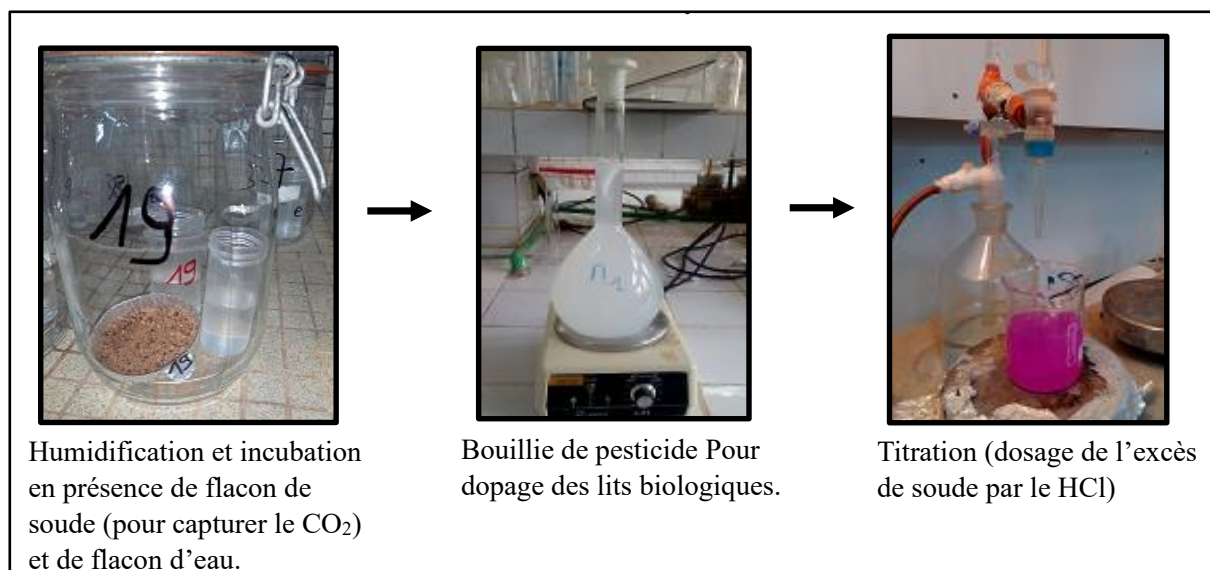 19
19
19
37
e
Humidification et incubation
en présence de flacon de
soude (pour capturer le CO₂)
et de flacon d'eau.
Bouillie de pesticide Pour
dopage des lits biologiques.
Titration (dosage de l'excès
de soude par le HCl)